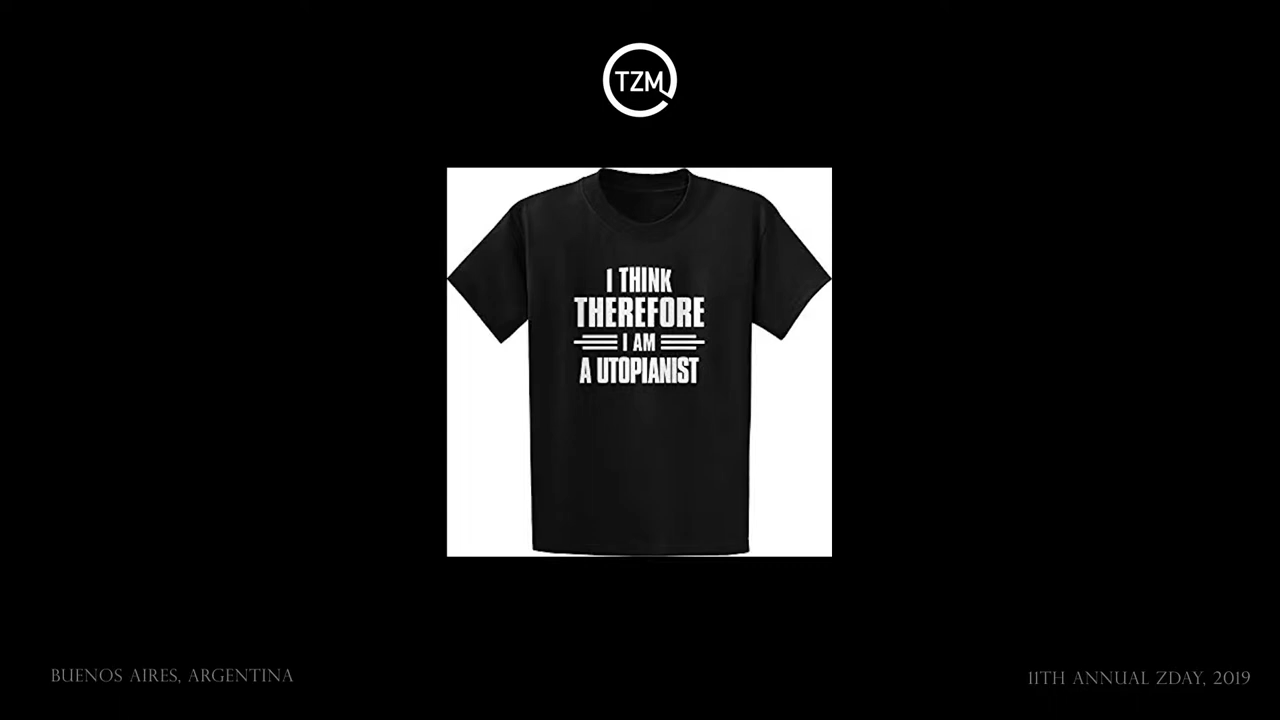 TZM
I THINK
THEREFORE
I AM
A UTOPIANIST
BUENOS AIRES, ARGENTINA
11TH ANNUAL ZDAY, 2019